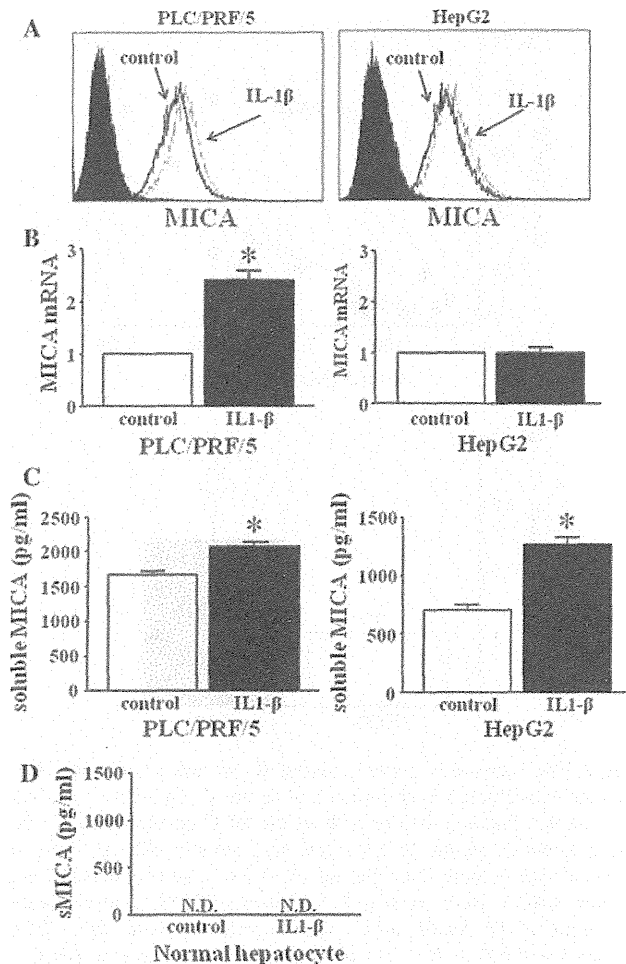 A
PLC/PRF/5
HepG2
control
IL-1β
control
IL-1β
MICA
MICA
B
MICA mRNA
3
2
1
0
*
control
IL1-β
PLC/PRF/5
MICA mRNA
3
2
1
0
control
IL1-β
HepG2
C
soluble MICA (pg/ml)
2500
2000
1500
1000
500
0
*
control
IL1-β
PLC/PRF/5
soluble MICA (pg/ml)
1500
1000
500
0
*
control
IL1-β
HepG2
D
sMICA (pg/ml)
1500
1000
500
0
N.D.
N.D.
control
IL1-β
Normal hepatocyte